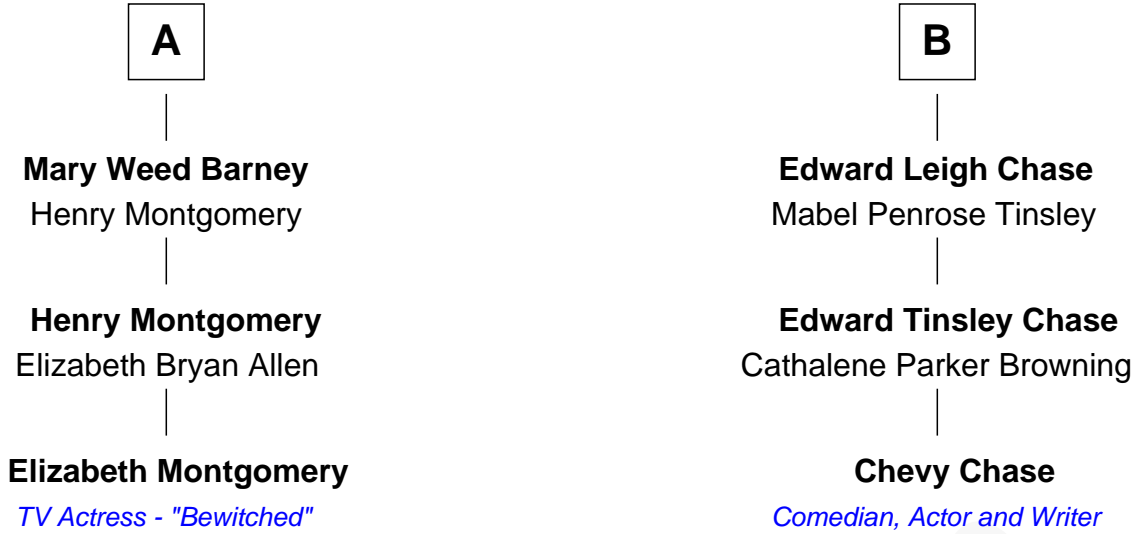 A
B
Mary Weed Barney
Henry Montgomery
Edward Leigh Chase
Mabel Penrose Tinsley
Henry Montgomery
Elizabeth Bryan Allen
Edward Tinsley Chase
Cathalene Parker Browning
Elizabeth Montgomery
TV Actress - "Bewitched"
Chevy Chase
Comedian, Actor and Writer